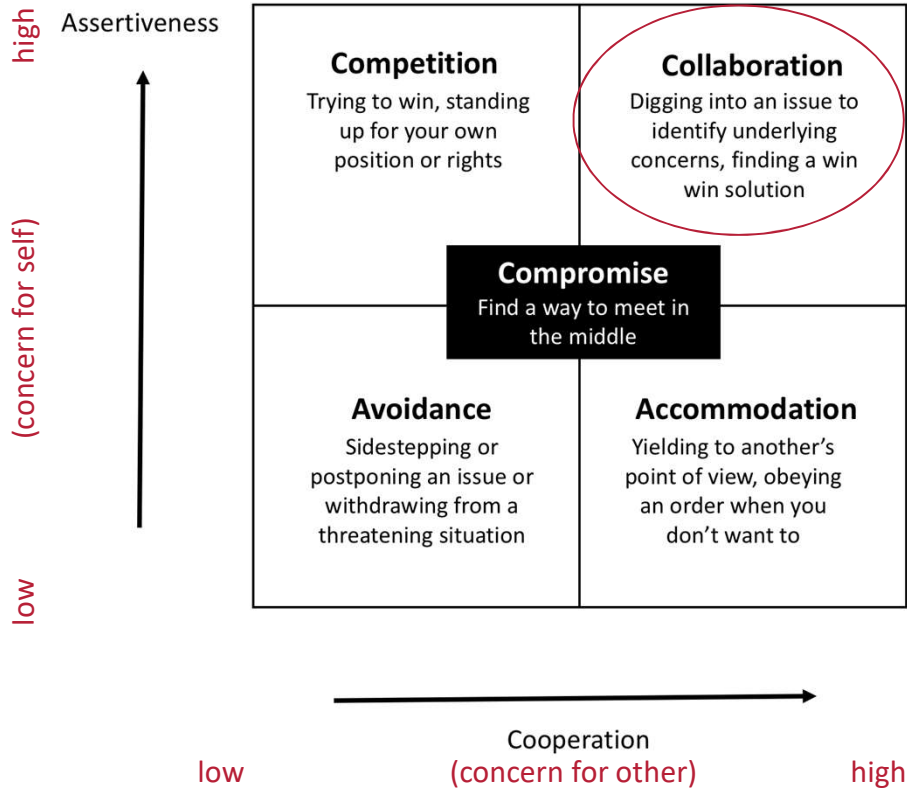 high
Assertiveness
(concern for self)
low
Competition
Trying to win, standing
up for your own
position or rights
Collaboration
Digging into an issue to
identify underlying
concerns, finding a win
win solution
Compromise
Find a way to meet in
the middle
Avoidance
Sidestepping or
postponing an issue or
withdrawing from a
threatening situation
Accommodation
Yielding to another’s
point of view, obeying
an order when you
don’t want to
Cooperation
low
(concern for other)
high